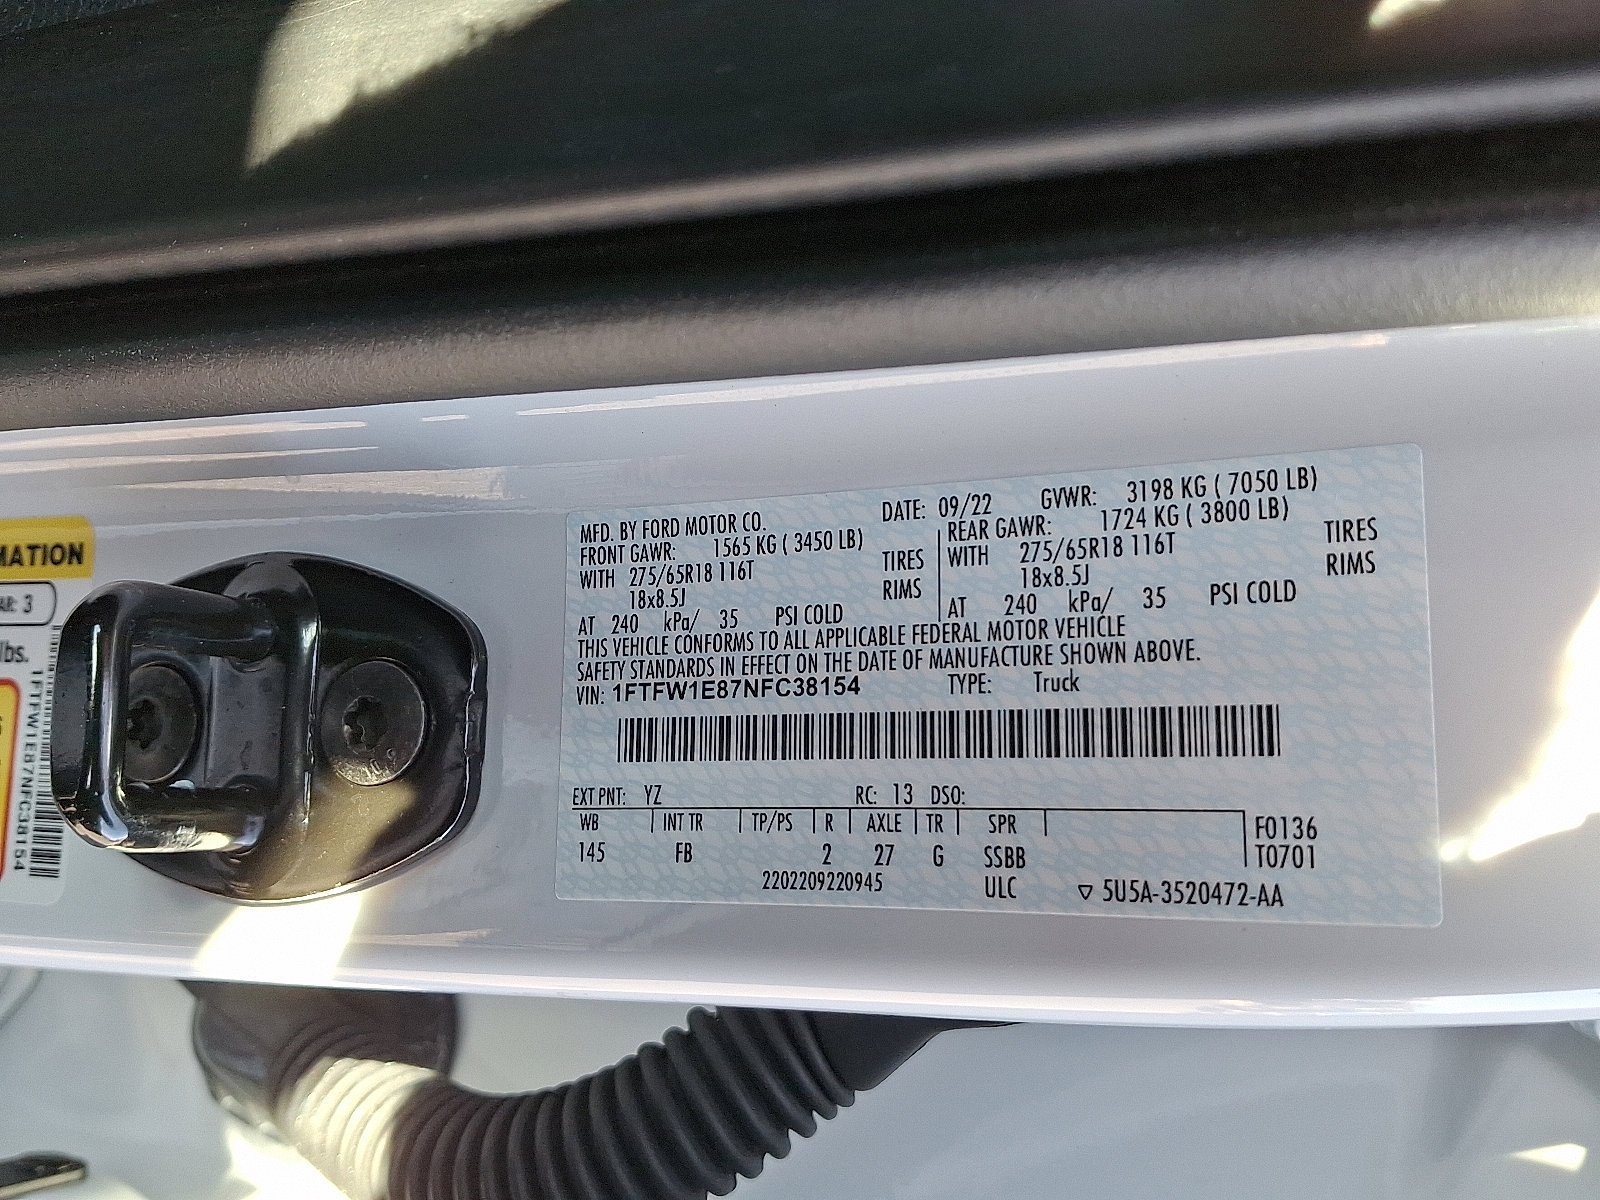 MATION
AR: 3
lbs.
1FTFW1E87NFC38154
MFD. BY FORD MOTOR CO.
DATE: 09/22 GVWR: 3198 KG ( 7050 LB)
FRONT GAWR: 1565 KG ( 3450 LB)
WITH 275/65R18 116T TIRES
18x8.5J RIMS
AT 240 kPa/ 35 PSI COLD
REAR GAWR: 1724 KG ( 3800 LB)
WITH 275/65R18 116T TIRES
18x8.5J RIMS
AT 240 kPa/ 35 PSI COLD
THIS VEHICLE CONFORMS TO ALL APPLICABLE FEDERAL MOTOR VEHICLE
SAFETY STANDARDS IN EFFECT ON THE DATE OF MANUFACTURE SHOWN ABOVE.
VIN: 1FTFW1E87NFC38154 TYPE: Truck
EXT PNT: YZ RC: 13 DSO:
WB INT TR TP/PS R AXLE TR SPR
145 FB 2 27 G SSBB
F0136
T0701
2202209220945 ULC ▽ 5U5A-3520472-AA